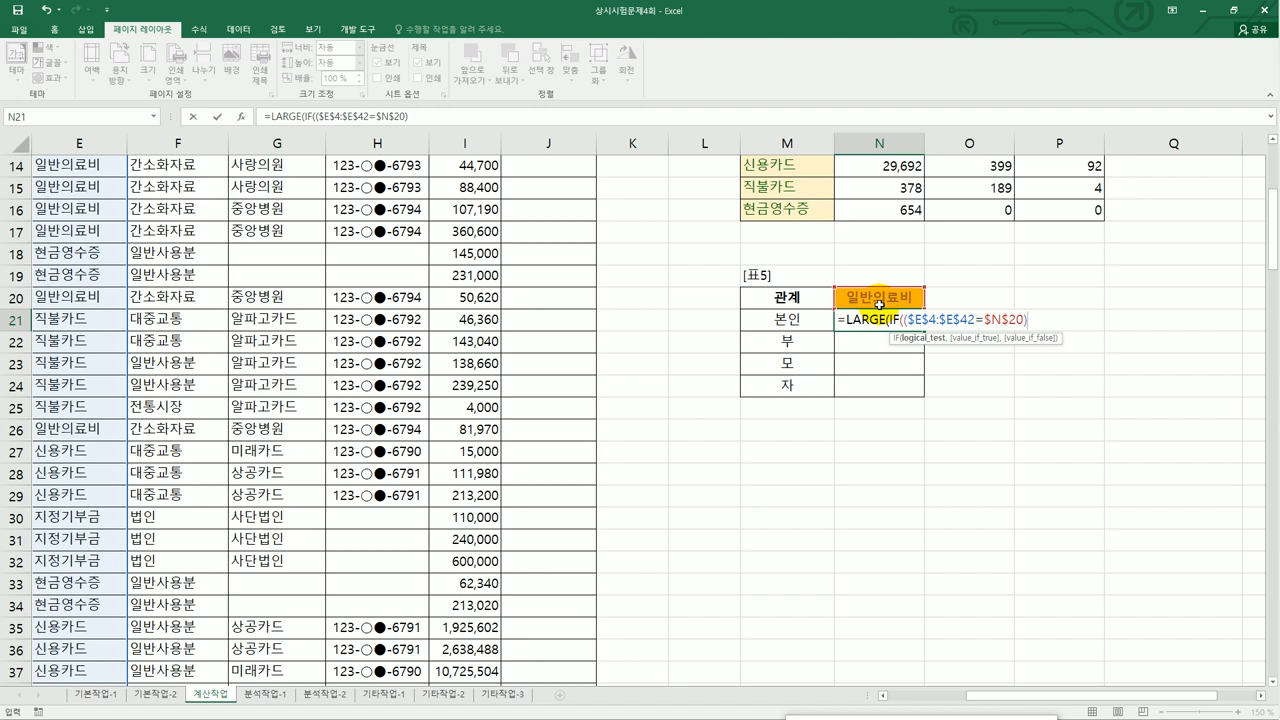 상시시험문제4회 - Excel
파일 홈 삽입 페이지 레이아웃 수식 데이터 검토 보기 개발 도구 수행할 작업을 알려 주세요. 공유
테마 색 글꼴 효과 여백 용지 방향 크기 인쇄 영역 나누기 배경 인쇄 제목 너비: 자동 높이: 자동 배율: 100 % 눈금선 보기 인쇄 제목 보기 인쇄 앞으로 가져오기 뒤로 보내기 선택 창 맞춤 그룹화 회전
테마 페이지 설정 크기 조정 시트 옵션 정렬
N21 fx =LARGE(IF(($E$4:$E$42=$N$20)
E F G H I J K L M N O P Q
14 일반의료비 간소화자료 사랑의원 123-○●-6793 44,700 신용카드 29,692 399 92
15 일반의료비 간소화자료 사랑의원 123-○●-6793 88,400 직불카드 378 189 4
16 일반의료비 간소화자료 중앙병원 123-○●-6794 107,190 현금영수증 654 0 0
17 일반의료비 간소화자료 중앙병원 123-○●-6794 360,600
18 현금영수증 일반사용분 145,000
19 현금영수증 일반사용분 231,000 [표5]
20 일반의료비 간소화자료 중앙병원 123-○●-6794 50,620 관계 일반의료비
21 직불카드 대중교통 알파고카드 123-○●-6792 46,360 본인 =LARGE(IF(($E$4:$E$42=$N$20)
IF(logical_test, [value_if_true], [value_if_false])
22 직불카드 대중교통 알파고카드 123-○●-6792 143,040 부
23 직불카드 일반사용분 알파고카드 123-○●-6792 138,660 모
24 직불카드 일반사용분 알파고카드 123-○●-6792 239,250 자
25 직불카드 전통시장 알파고카드 123-○●-6792 4,000
26 일반의료비 간소화자료 중앙병원 123-○●-6794 81,970
27 신용카드 대중교통 미래카드 123-○●-6790 15,000
28 신용카드 대중교통 상공카드 123-○●-6791 111,980
29 신용카드 대중교통 상공카드 123-○●-6791 213,200
30 지정기부금 법인 사단법인 110,000
31 지정기부금 법인 사단법인 240,000
32 지정기부금 법인 사단법인 600,000
33 현금영수증 일반사용분 62,340
34 현금영수증 일반사용분 213,020
35 신용카드 일반사용분 상공카드 123-○●-6791 1,925,602
36 신용카드 일반사용분 상공카드 123-○●-6791 2,638,488
37 신용카드 일반사용분 미래카드 123-○●-6790 10,725,504
기본작업-1 기본작업-2 계산작업 분석작업-1 분석작업-2 기타작업-1 기타작업-2 기타작업-3
입력 150 %